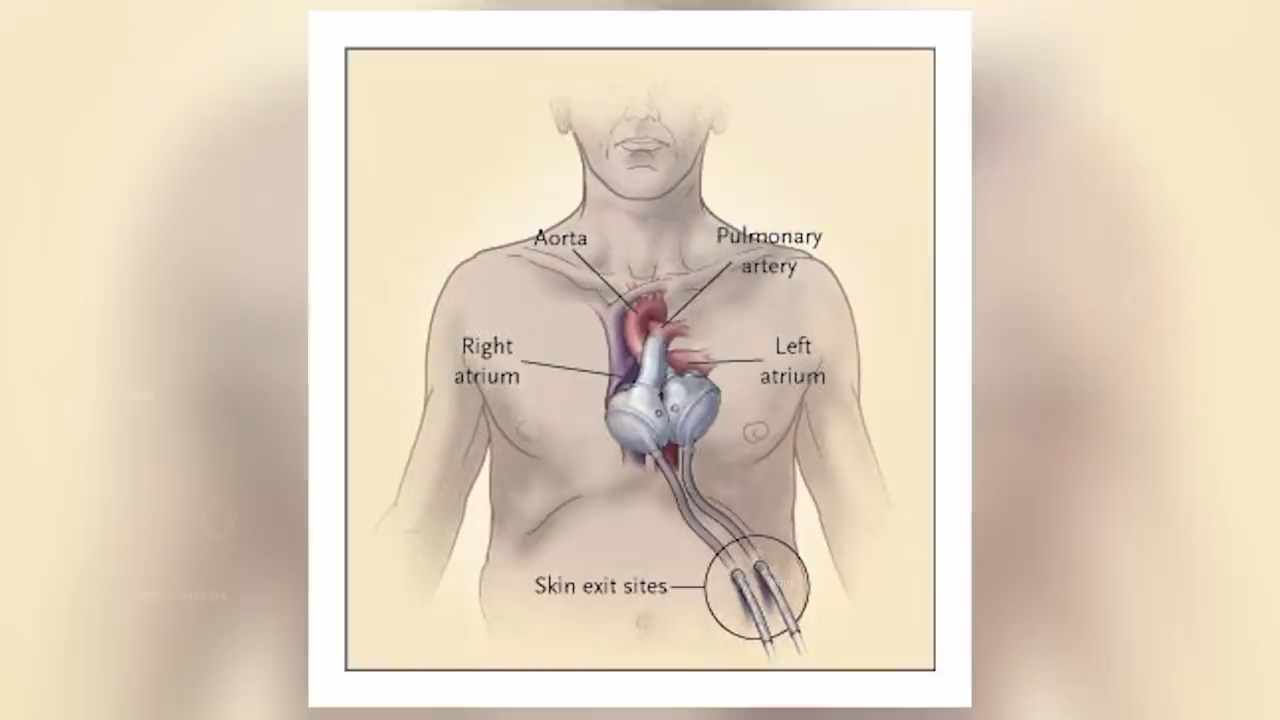 Aorta
Pulmonary
artery
Right
atrium
Left
atrium
Skin exit sites